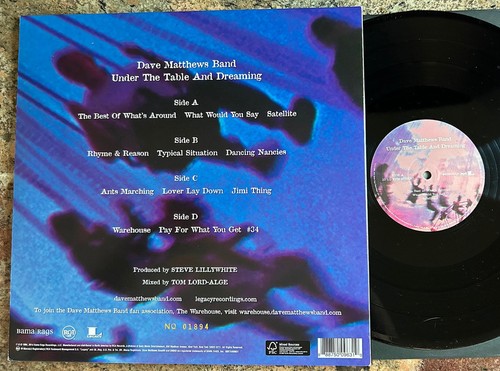 Dave Matthews Band
Under The Table And Dreaming
Side A
The Best Of What's Around What Would You Say Satellite
Side B
Rhyme & Reason Typical Situation Dancing Nancies
Side C
Ants Marching Lover Lay Down Jimi Thing
Side D
Warehouse Pay For What You Get #34
Produced by STEVE LILLYWHITE
Mixed by TOM LORD-ALGE
davematthewsband.com legacyrecordings.com
To join the Dave Matthews Band fan association, The Warehouse, visit warehouse.davematthewsband.com
NO 01894
BAMA RAGS RCA L
FSC
Dave Matthews Band
Under The Table And Dreaming